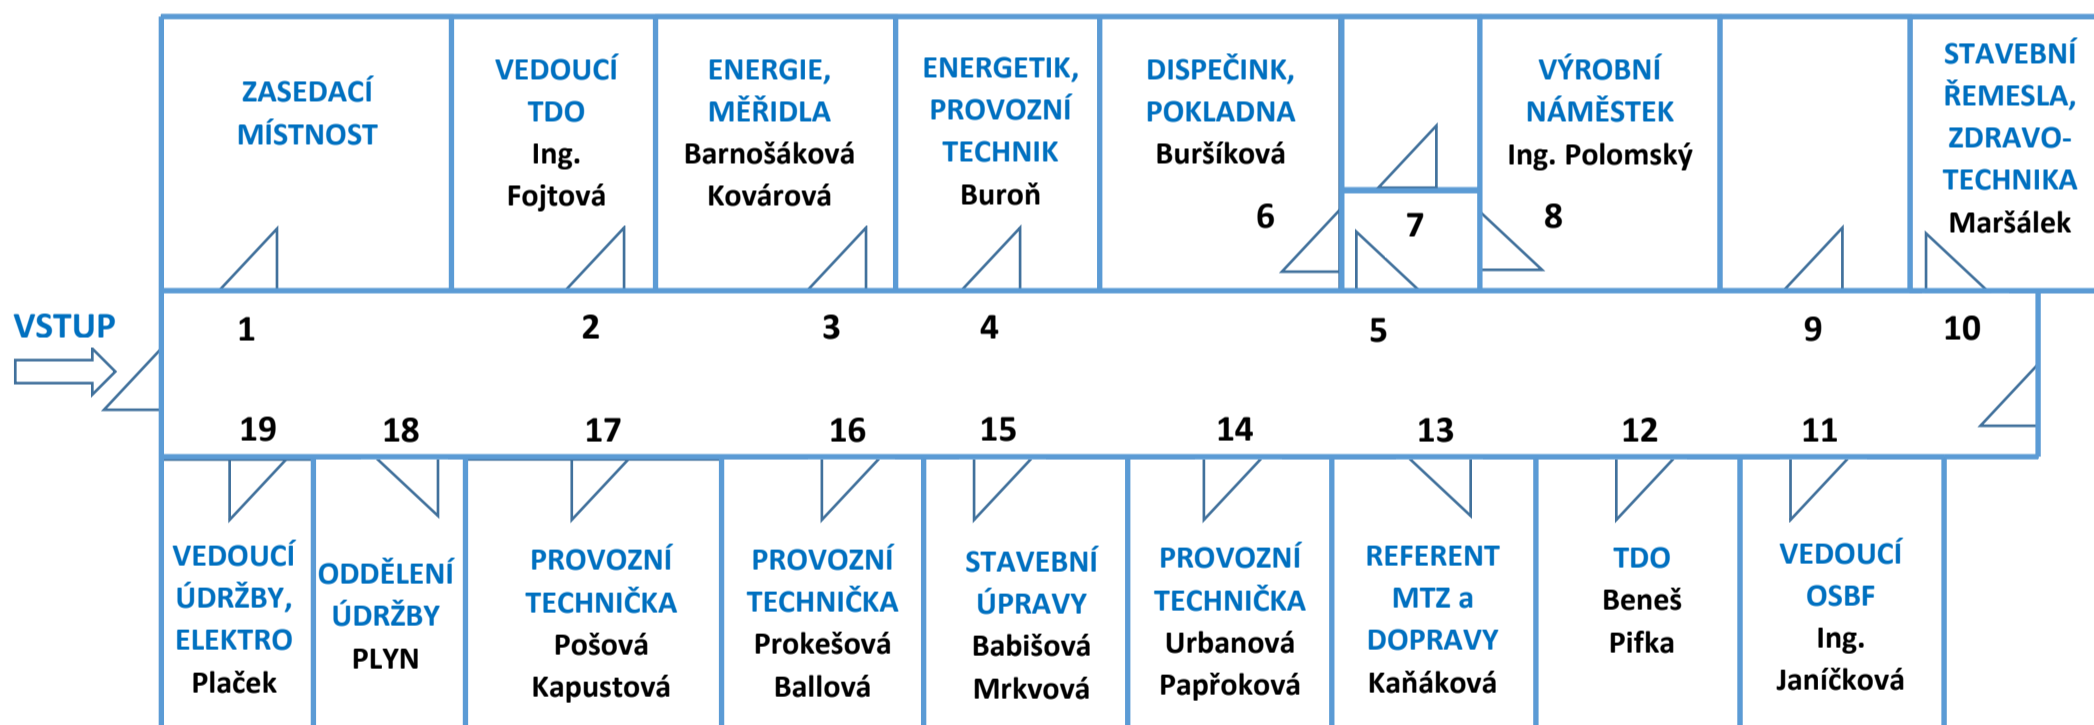 ZASEDACÍ
MÍSTNOST
VEDOUCÍ
TDO
Ing.
Fojtová
ENERGIE,
MĚŘIDLA
Barnošáková
Kovárová
ENERGETIK,
PROVOZNÍ
TECHNIK
Buroň
DISPEČINK,
POKLADNA
Buršíková
6
7
VÝROBNÍ
NÁMĚSTEK
Ing. Polomský
8
STAVEBNÍ
ŘEMESLA,
ZDRAVO-
TECHNIKA
Maršálek
VSTUP
1
2
3
4
5
9
10
19
18
17
16
15
14
13
12
11
VEDOUCÍ
ÚDRŽBY,
ELEKTRO
Plaček
ODDĚLENÍ
ÚDRŽBY
PLYN
PROVOZNÍ
TECHNIČKA
Pošová
Kapustová
PROVOZNÍ
TECHNIČKA
Prokešová
Ballová
STAVEBNÍ
ÚPRAVY
Babišová
Mrkvová
PROVOZNÍ
TECHNIČKA
Urbanová
Papřoková
REFERENT
MTZ a
DOPRAVY
Kaňáková
TDO
Beneš
Pifka
VEDOUCÍ
OSBF
Ing.
Janíčková